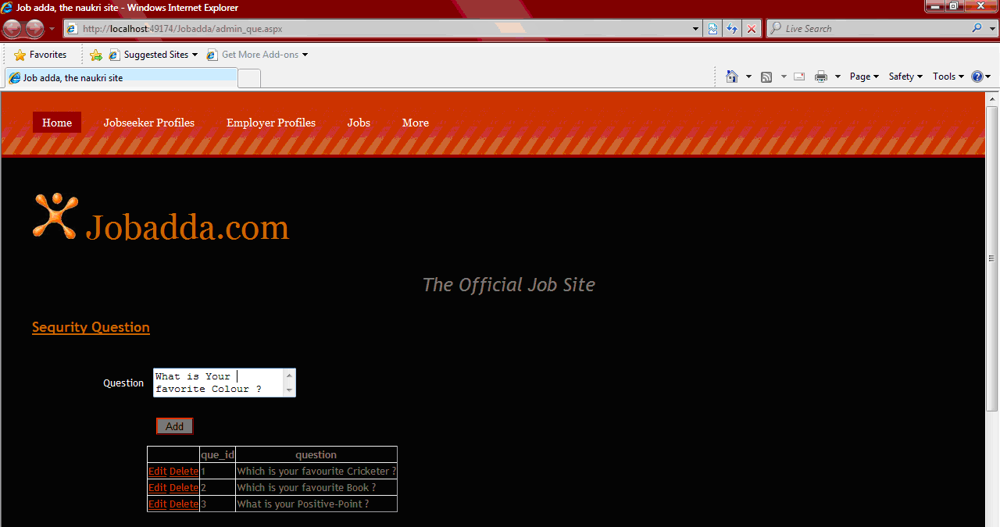 Job adda, the naukri site - Windows Internet Explorer
http://localhost:49174/Jobadda/admin_que.aspx
Live Search
Favorites
Suggested Sites
Get More Add-ons
Job adda, the naukri site
Page
Safety
Tools
Home
Jobseeker Profiles
Employer Profiles
Jobs
More
Jobadda.com
The Official Job Site
Sequrity Question
Question
What is Your
favorite Colour ?
Add
que_id question
Edit Delete 1 Which is your favourite Cricketer ?
Edit Delete 2 Which is your favourite Book ?
Edit Delete 3 What is your Positive-Point ?